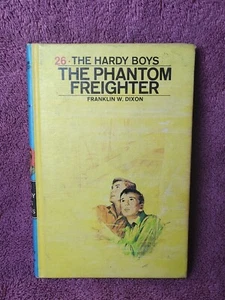 26 THE HARDY BOYS
THE PHANTOM
FREIGHTER
FRANKLIN W. DIXON